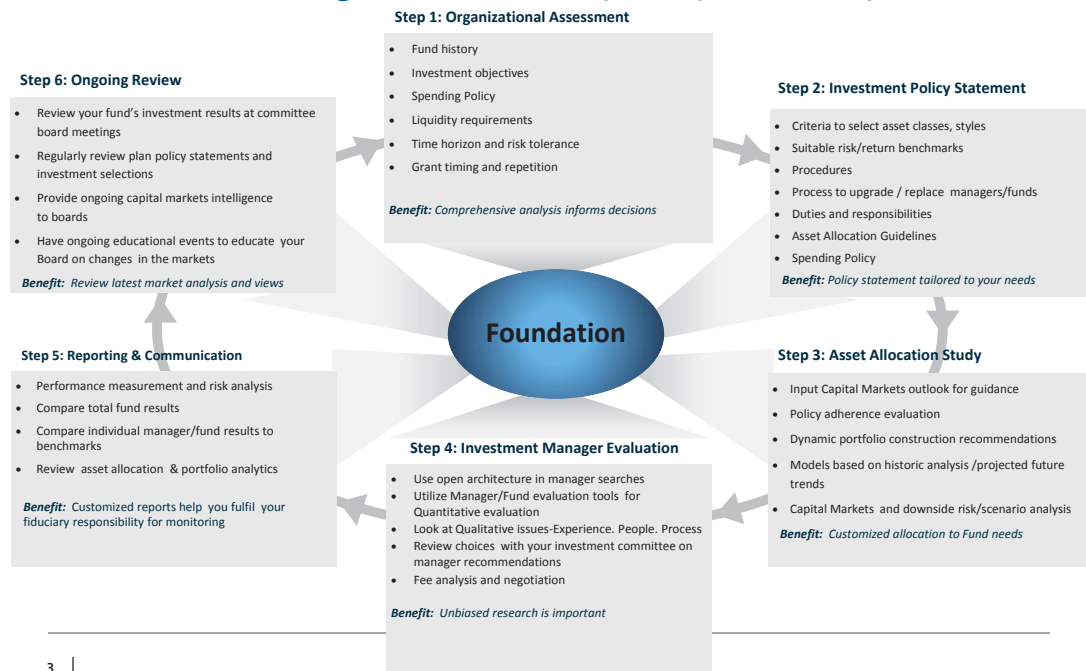 Step 1: Organizational Assessment
• Fund history
• Investment objectives
• Spending Policy
• Liquidity requirements
• Time horizon and risk tolerance
• Grant timing and repetition
Benefit: Comprehensive analysis informs decisions
Step 2: Investment Policy Statement
• Criteria to select asset classes, styles
• Suitable risk/return benchmarks
• Procedures
• Process to upgrade / replace managers/funds
• Duties and responsibilities
• Asset Allocation Guidelines
• Spending Policy
Benefit: Policy statement tailored to your needs
Step 3: Asset Allocation Study
• Input Capital Markets outlook for guidance
• Policy adherence evaluation
• Dynamic portfolio construction recommendations
• Models based on historic analysis /projected future
trends
• Capital Markets and downside risk/scenario analysis
Benefit: Customized allocation to Fund needs
Step 4: Investment Manager Evaluation
• Use open architecture in manager searches
• Utilize Manager/Fund evaluation tools for
Quantitative evaluation
• Look at Qualitative issues-Experience. People. Process
• Review choices with your investment committee on
manager recommendations
• Fee analysis and negotiation
Benefit: Unbiased research is important
Step 5: Reporting & Communication
• Performance measurement and risk analysis
• Compare total fund results
• Compare individual manager/fund results to
benchmarks
• Review asset allocation & portfolio analytics
Benefit: Customized reports help you fulfil your
fiduciary responsibility for monitoring
Step 6: Ongoing Review
• Review your fund's investment results at committee
board meetings
• Regularly review plan policy statements and
investment selections
• Provide ongoing capital markets intelligence
to boards
• Have ongoing educational events to educate your
Board on changes in the markets
Benefit: Review latest market analysis and views
Foundation
3